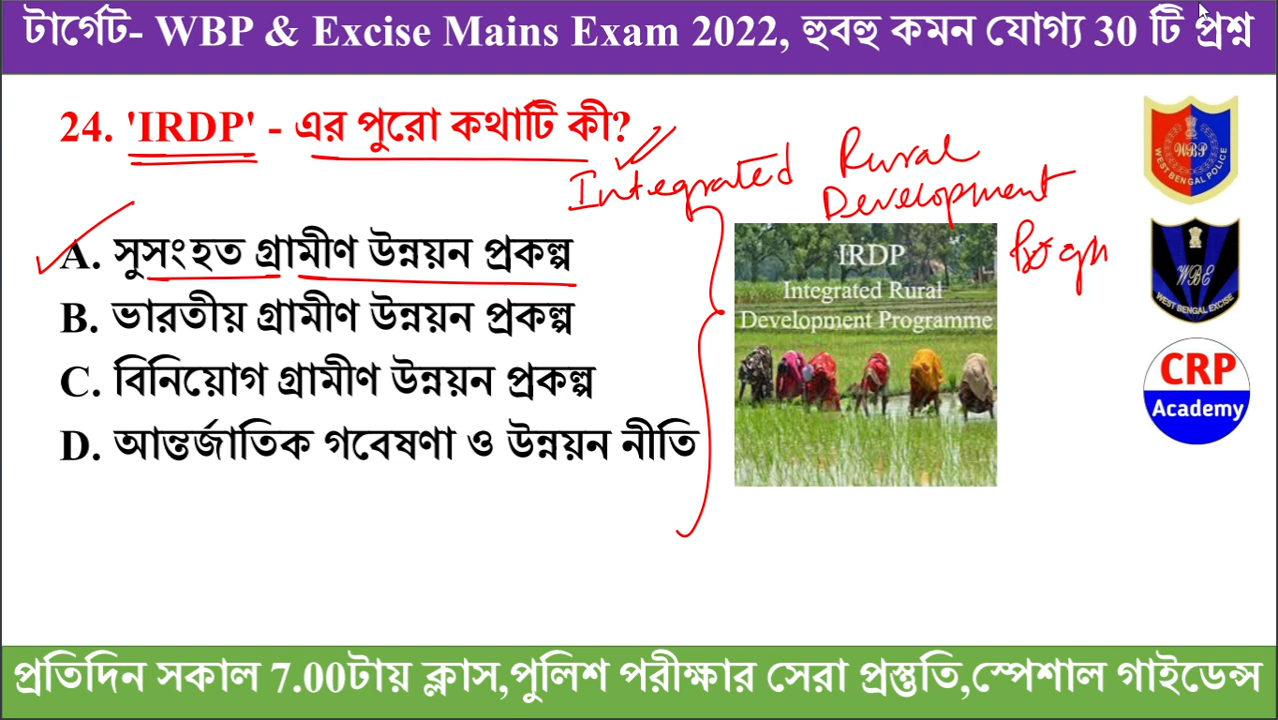 টার্গেট- WBP & Excise Mains Exam 2022, হুবহু কমন যোগ্য 30 টি প্রশ্ন
24. 'IRDP' - এর পুরো কথাটি কী?
Integrated Rural
Development
A. সুসংহত গ্রামীণ উন্নয়ন প্রকল্প
B. ভারতীয় গ্রামীণ উন্নয়ন প্রকল্প
C. বিনিয়োগ গ্রামীণ উন্নয়ন প্রকল্প
D. আন্তর্জাতিক গবেষণা ও উন্নয়ন নীতি
IRDP
Integrated Rural
Development Programme
WBP
WEST BENGAL POLICE
WBE
WEST BENGAL EXCISE
CRP
Academy
প্রতিদিন সকাল 7.00টায় ক্লাস,পুলিশ পরীক্ষার সেরা প্রস্তুতি,স্পেশাল গাইডেন্স